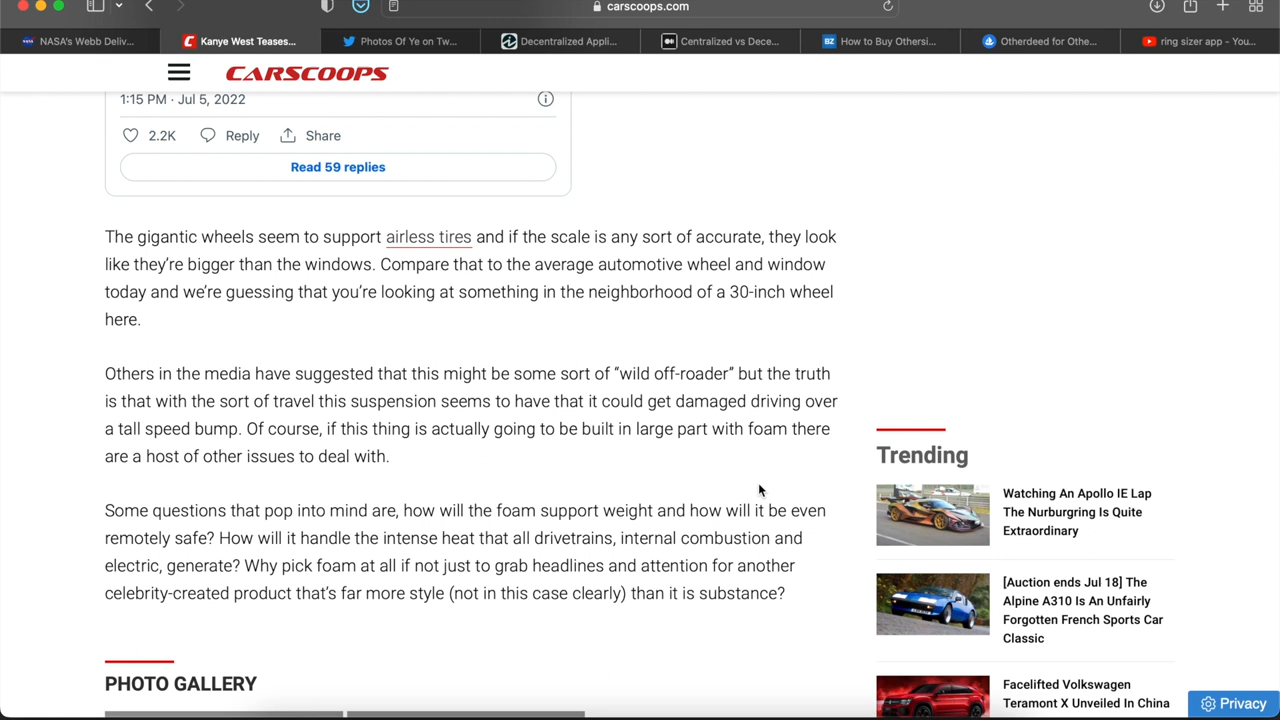 carscoops.com
NASA's Webb Deliv...
Kanye West Teases...
Photos Of Ye on Tw...
Decentralized Appli...
Centralized vs Dece...
BZ
How to Buy Othersi...
Otherdeed for Othe...
ring sizer app - You...
CARSCOOPS
1:15 PM · Jul 5, 2022
2.2K Reply Share
Read 59 replies
The gigantic wheels seem to support airless tires and if the scale is any sort of accurate, they look
like they're bigger than the windows. Compare that to the average automotive wheel and window
today and we're guessing that you're looking at something in the neighborhood of a 30-inch wheel
here.
Others in the media have suggested that this might be some sort of “wild off-roader” but the truth
is that with the sort of travel this suspension seems to have that it could get damaged driving over
a tall speed bump. Of course, if this thing is actually going to be built in large part with foam there
are a host of other issues to deal with.
Some questions that pop into mind are, how will the foam support weight and how will it be even
remotely safe? How will it handle the intense heat that all drivetrains, internal combustion and
electric, generate? Why pick foam at all if not just to grab headlines and attention for another
celebrity-created product that's far more style (not in this case clearly) than it is substance?
PHOTO GALLERY
Trending
Watching An Apollo IE Lap
The Nurburgring Is Quite
Extraordinary
[Auction ends Jul 18] The
Alpine A310 Is An Unfairly
Forgotten French Sports Car
Classic
Facelifted Volkswagen
Teramont X Unveiled In China
Privacy